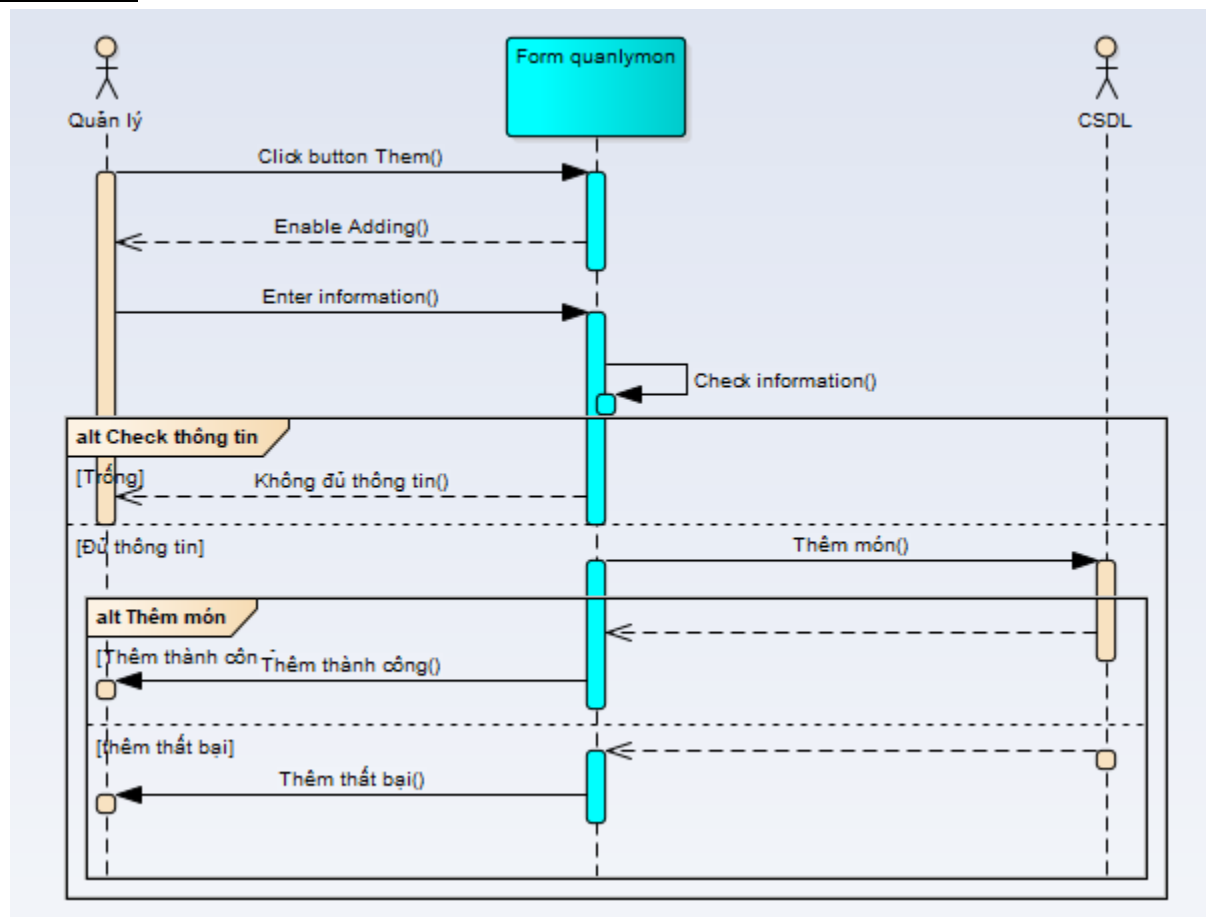 Quản lý
Form quanlymon
CSDL
Click button Them()
Enable Adding()
Enter information()
Check information()
alt Check thông tin
[Trống]
Không đủ thông tin()
[Đủ thông tin]
Thêm món()
alt Thêm món
[Thêm thành côn
Thêm thành công()
[thêm thất bại]
Thêm thất bại()